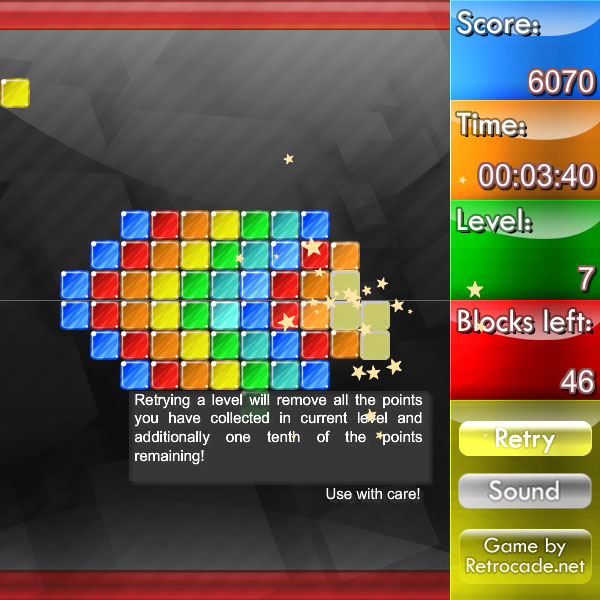 Score:
6070
Time:
00:03:40
Level:
7
Blocks left:
46
Retrying a level will remove all the points
you have collected in current level and
additionally one tenth of the points
remaining!
Use with care!
Retry
Sound
Game by
Retrocade.net